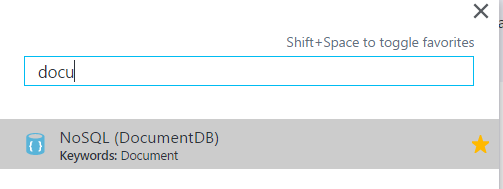 Shift+Space to toggle favorites
docu
NoSQL (DocumentDB)
Keywords: Document